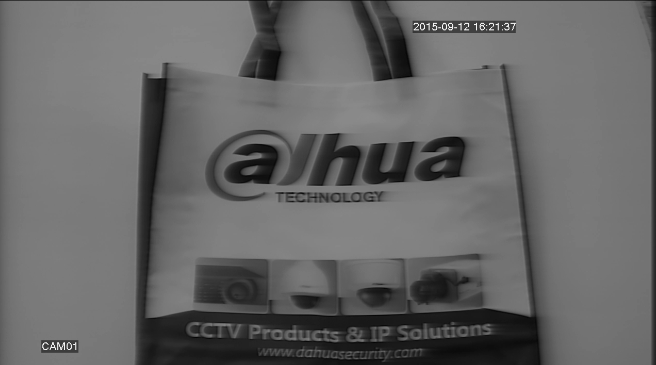 2015-09-12 16:21:37
alhua
TECHNOLOGY
CCTV Products & IP Solutions
www.dahuasecurity.com
CAM01